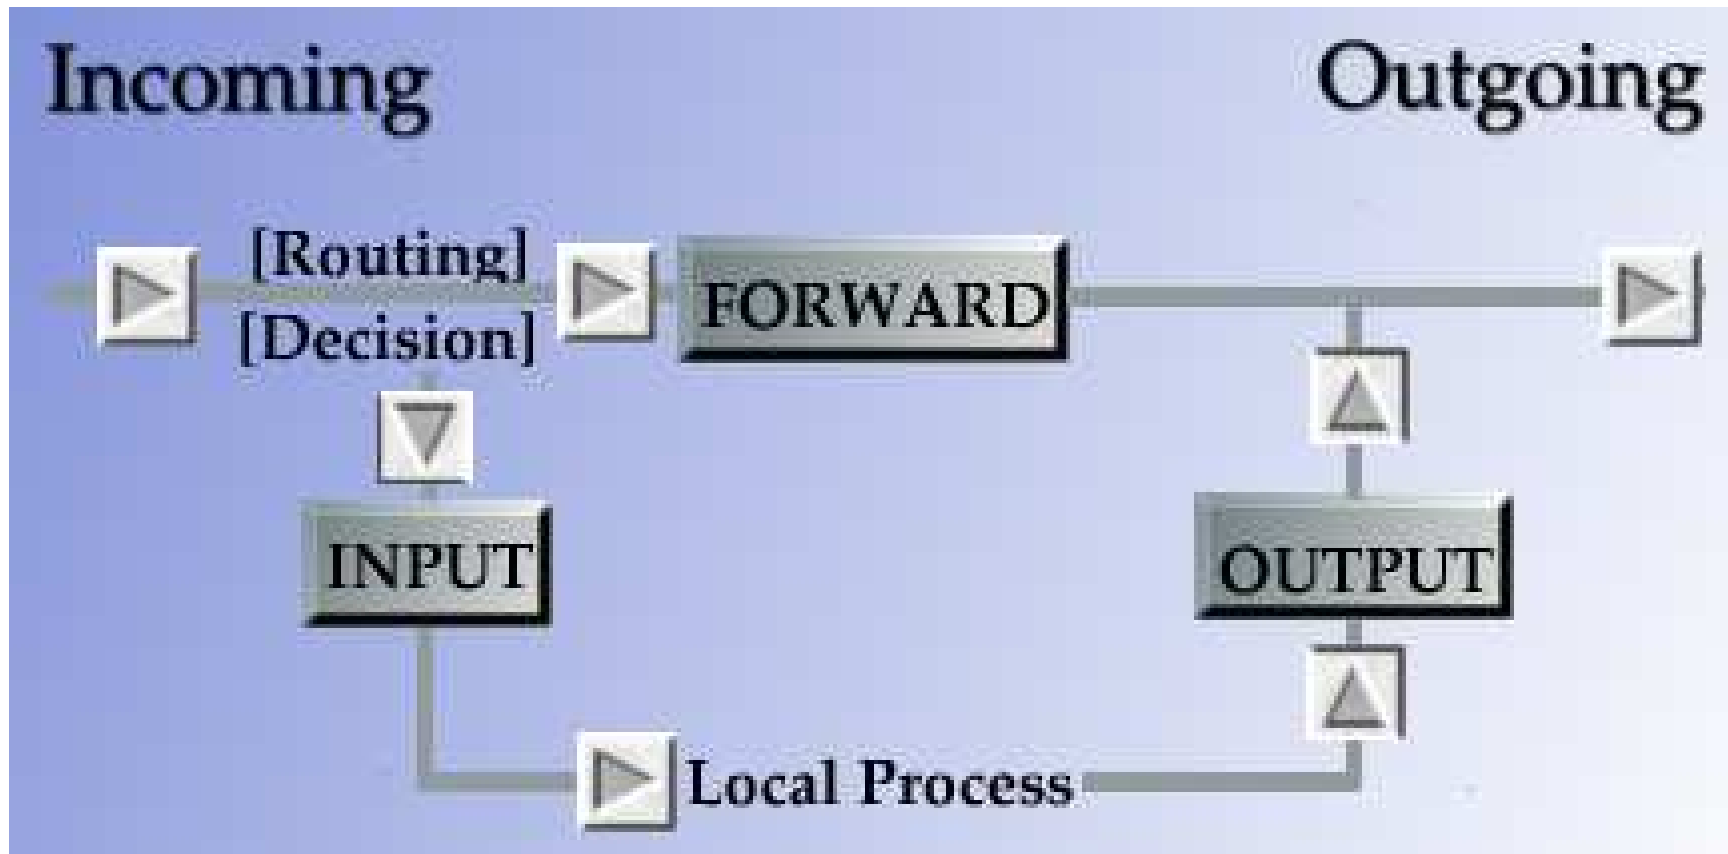 Incoming
Outgoing
[Routing]
[Decision]
FORWARD
INPUT
OUTPUT
Local Process